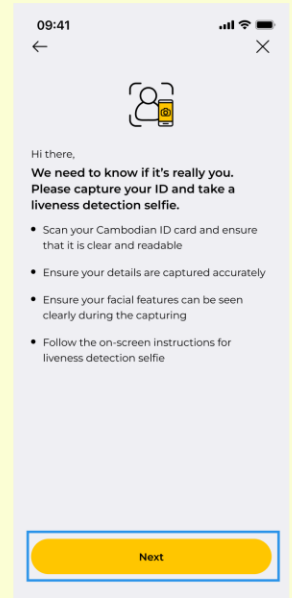 09:41
Hi there,
We need to know if it's really you.
Please capture your ID and take a
liveness detection selfie.
• Scan your Cambodian ID card and ensure
that it is clear and readable
• Ensure your details are captured accurately
• Ensure your facial features can be seen
clearly during the capturing
• Follow the on-screen instructions for
liveness detection selfie
Next